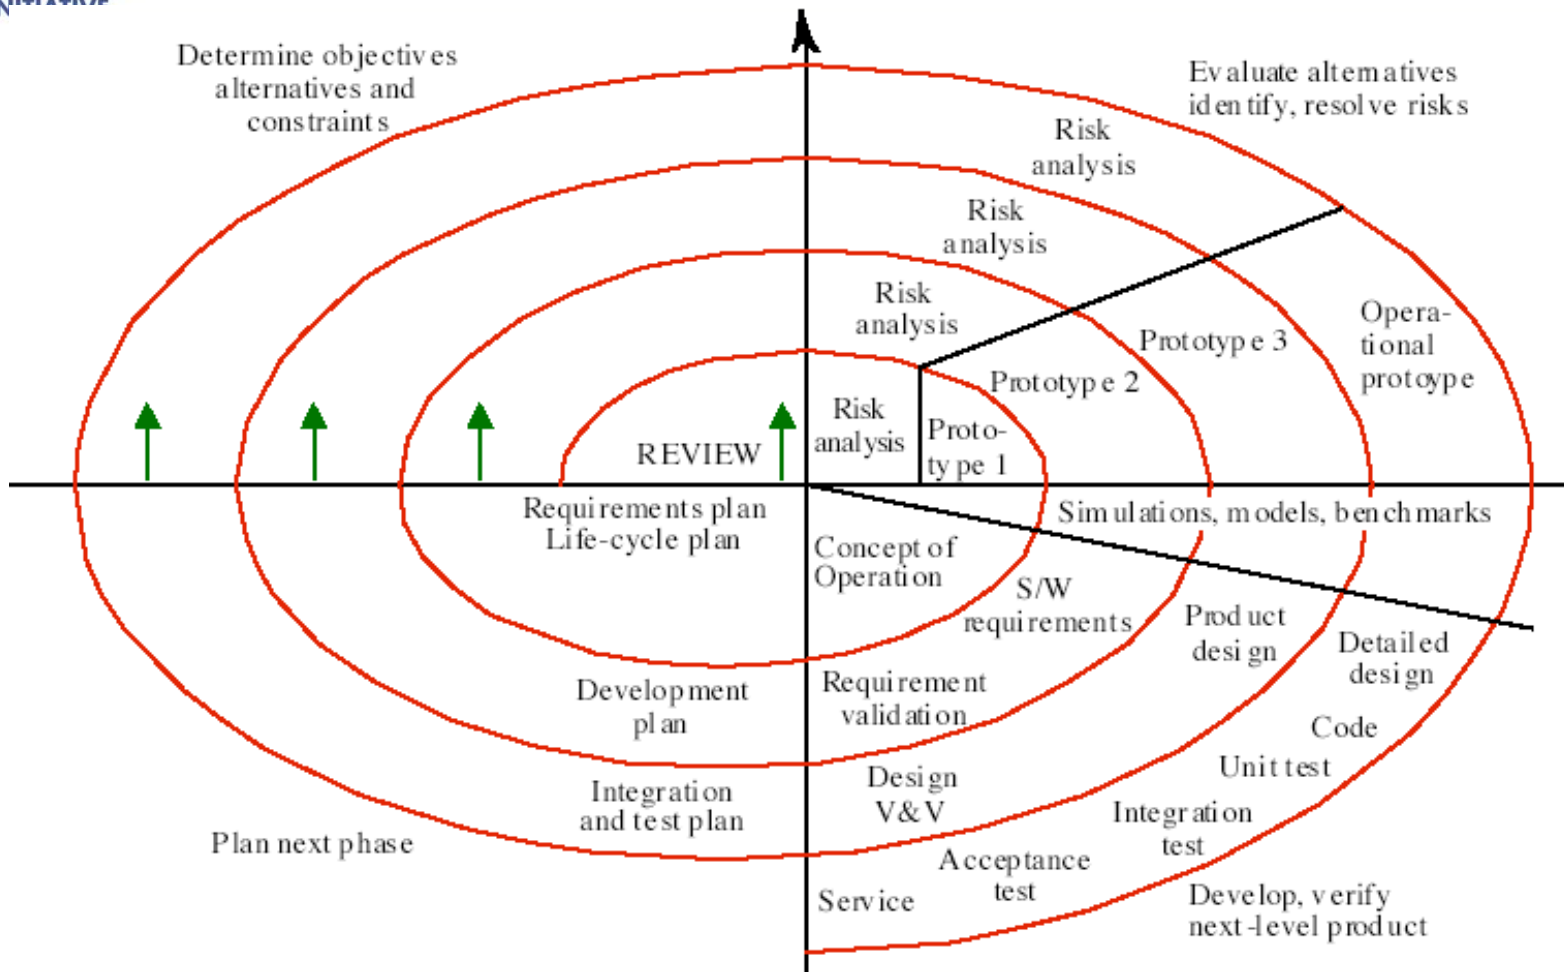 NITIATIVE
Determine objectives
alternatives and
constraints
Evaluate alternatives
identify, resolve risks
Risk
analysis
Risk
analysis
Risk
analysis
Risk
analysis
Proto-
type 1
Prototype 2
Prototype 3
Opera-
tional
protoype
REVIEW
Requirements plan
Life-cycle plan
Simulations, models, benchmarks
Concept of
Operation
S/W
requirements
Product
design
Detailed
design
Development
plan
Requirement
validation
Code
Unit test
Integration
and test plan
Design
V&V
Integration
test
Plan next phase
Acceptance
test
Service
Develop, verify
next-level product